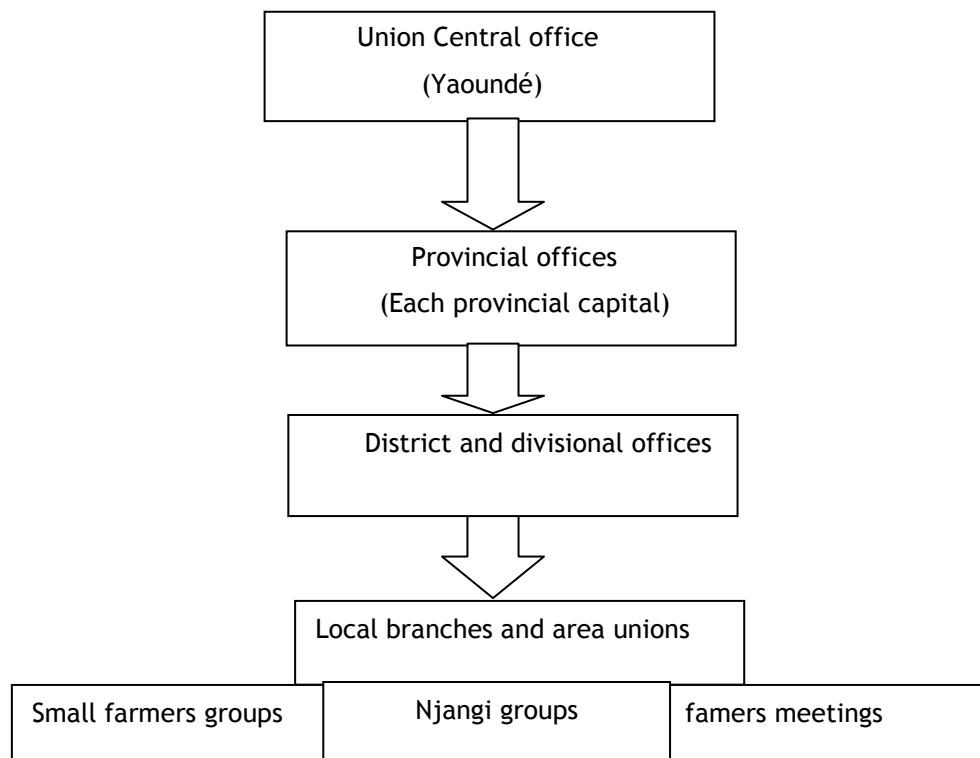 Union Central office
(Yaoundé)
Provincial offices
(Each provincial capital)
District and divisional offices
Local branches and area unions
Small farmers groups
Njangi groups
famers meetings